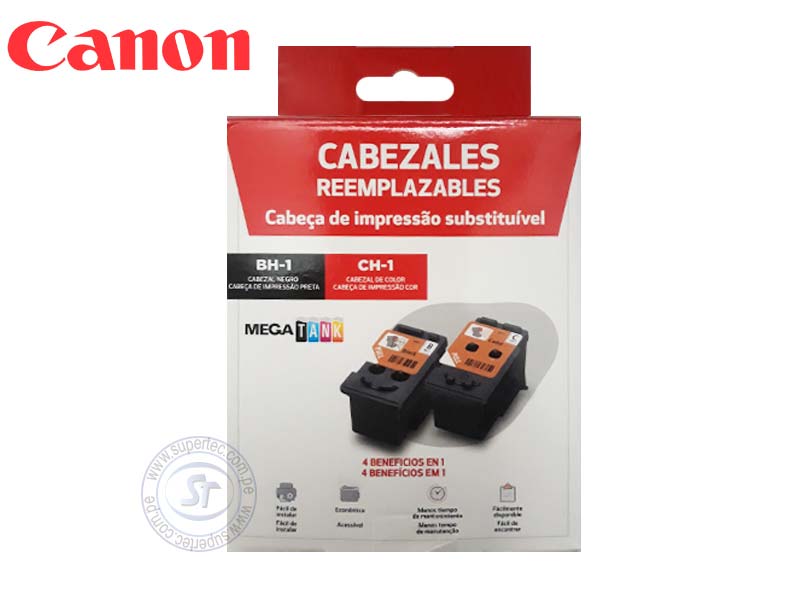 Canon
CABEZALES
REEMPLAZABLES
Cabeça de impressão substituível
BH-1
CABEZAL NEGRO
CABEÇA DE IMPRESSÃO PRETA
CH-1
CABEZAL DE COLOR
CABEÇA DE IMPRESSÃO COR
MEGATANK
Black
B
Color
C
4 BENEFICIOS EN 1
4 BENEFÍCIOS EM 1
Fácil de
instalar
Fácil de
instalar
Económico
Acessível
Menos tiempo
de mantenimiento
Menos tempo
de manutenção
Fácilmente
disponible
Fácil de
encontrar
www.supertec.com.pe
ST
www.supertec.com.pe